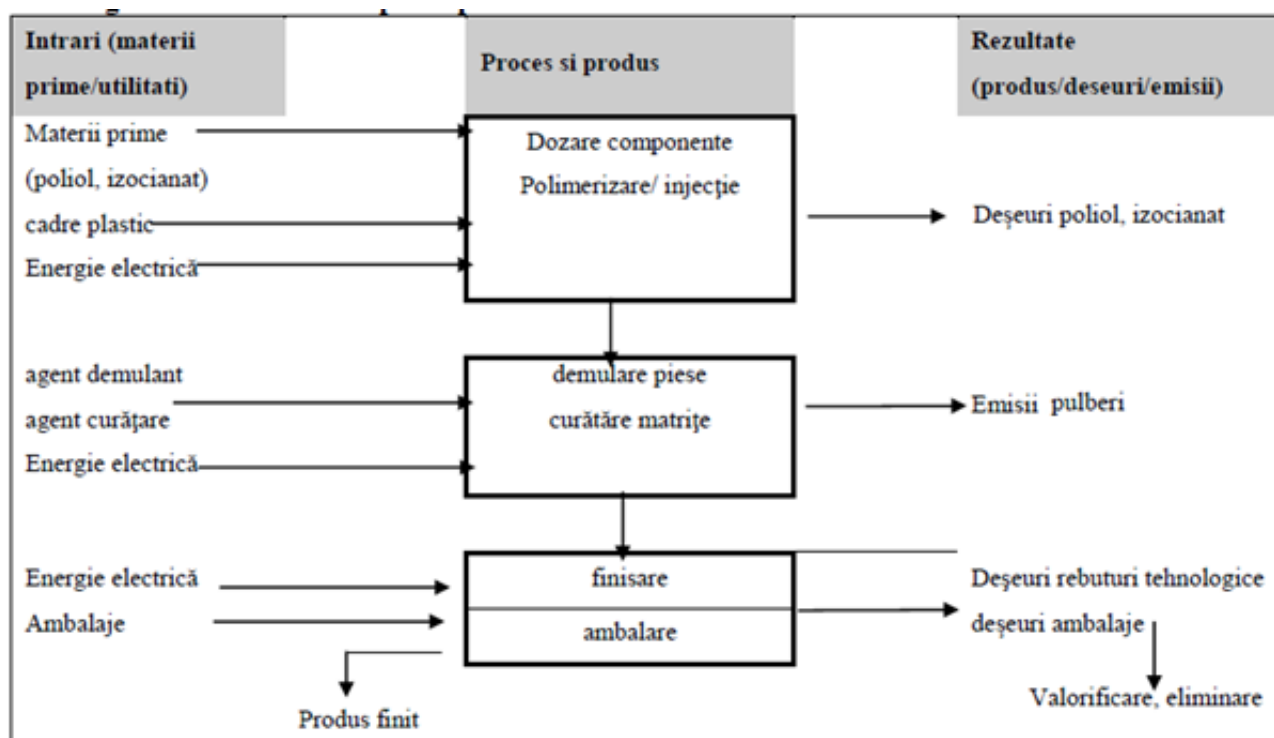 Intrari (materii
prime/utilitati)
Proces si produs
Rezultate
(produs/deseuri/emisii)
Materii prime
(poliol, izocianat)
cadre plastic
Energie electrică
Dozare componente
Polimerizare/ injecţie
Deşeuri poliol, izocianat
agent demulant
agent curăţare
Energie electrică
demulare piese
curătăre matriţe
Emisii pulberi
Energie electrică
Ambalaje
finisare
ambalare
Deşeuri rebuturi tehnologice
deşeuri ambalaje
Valorificare, eliminare
Produs finit